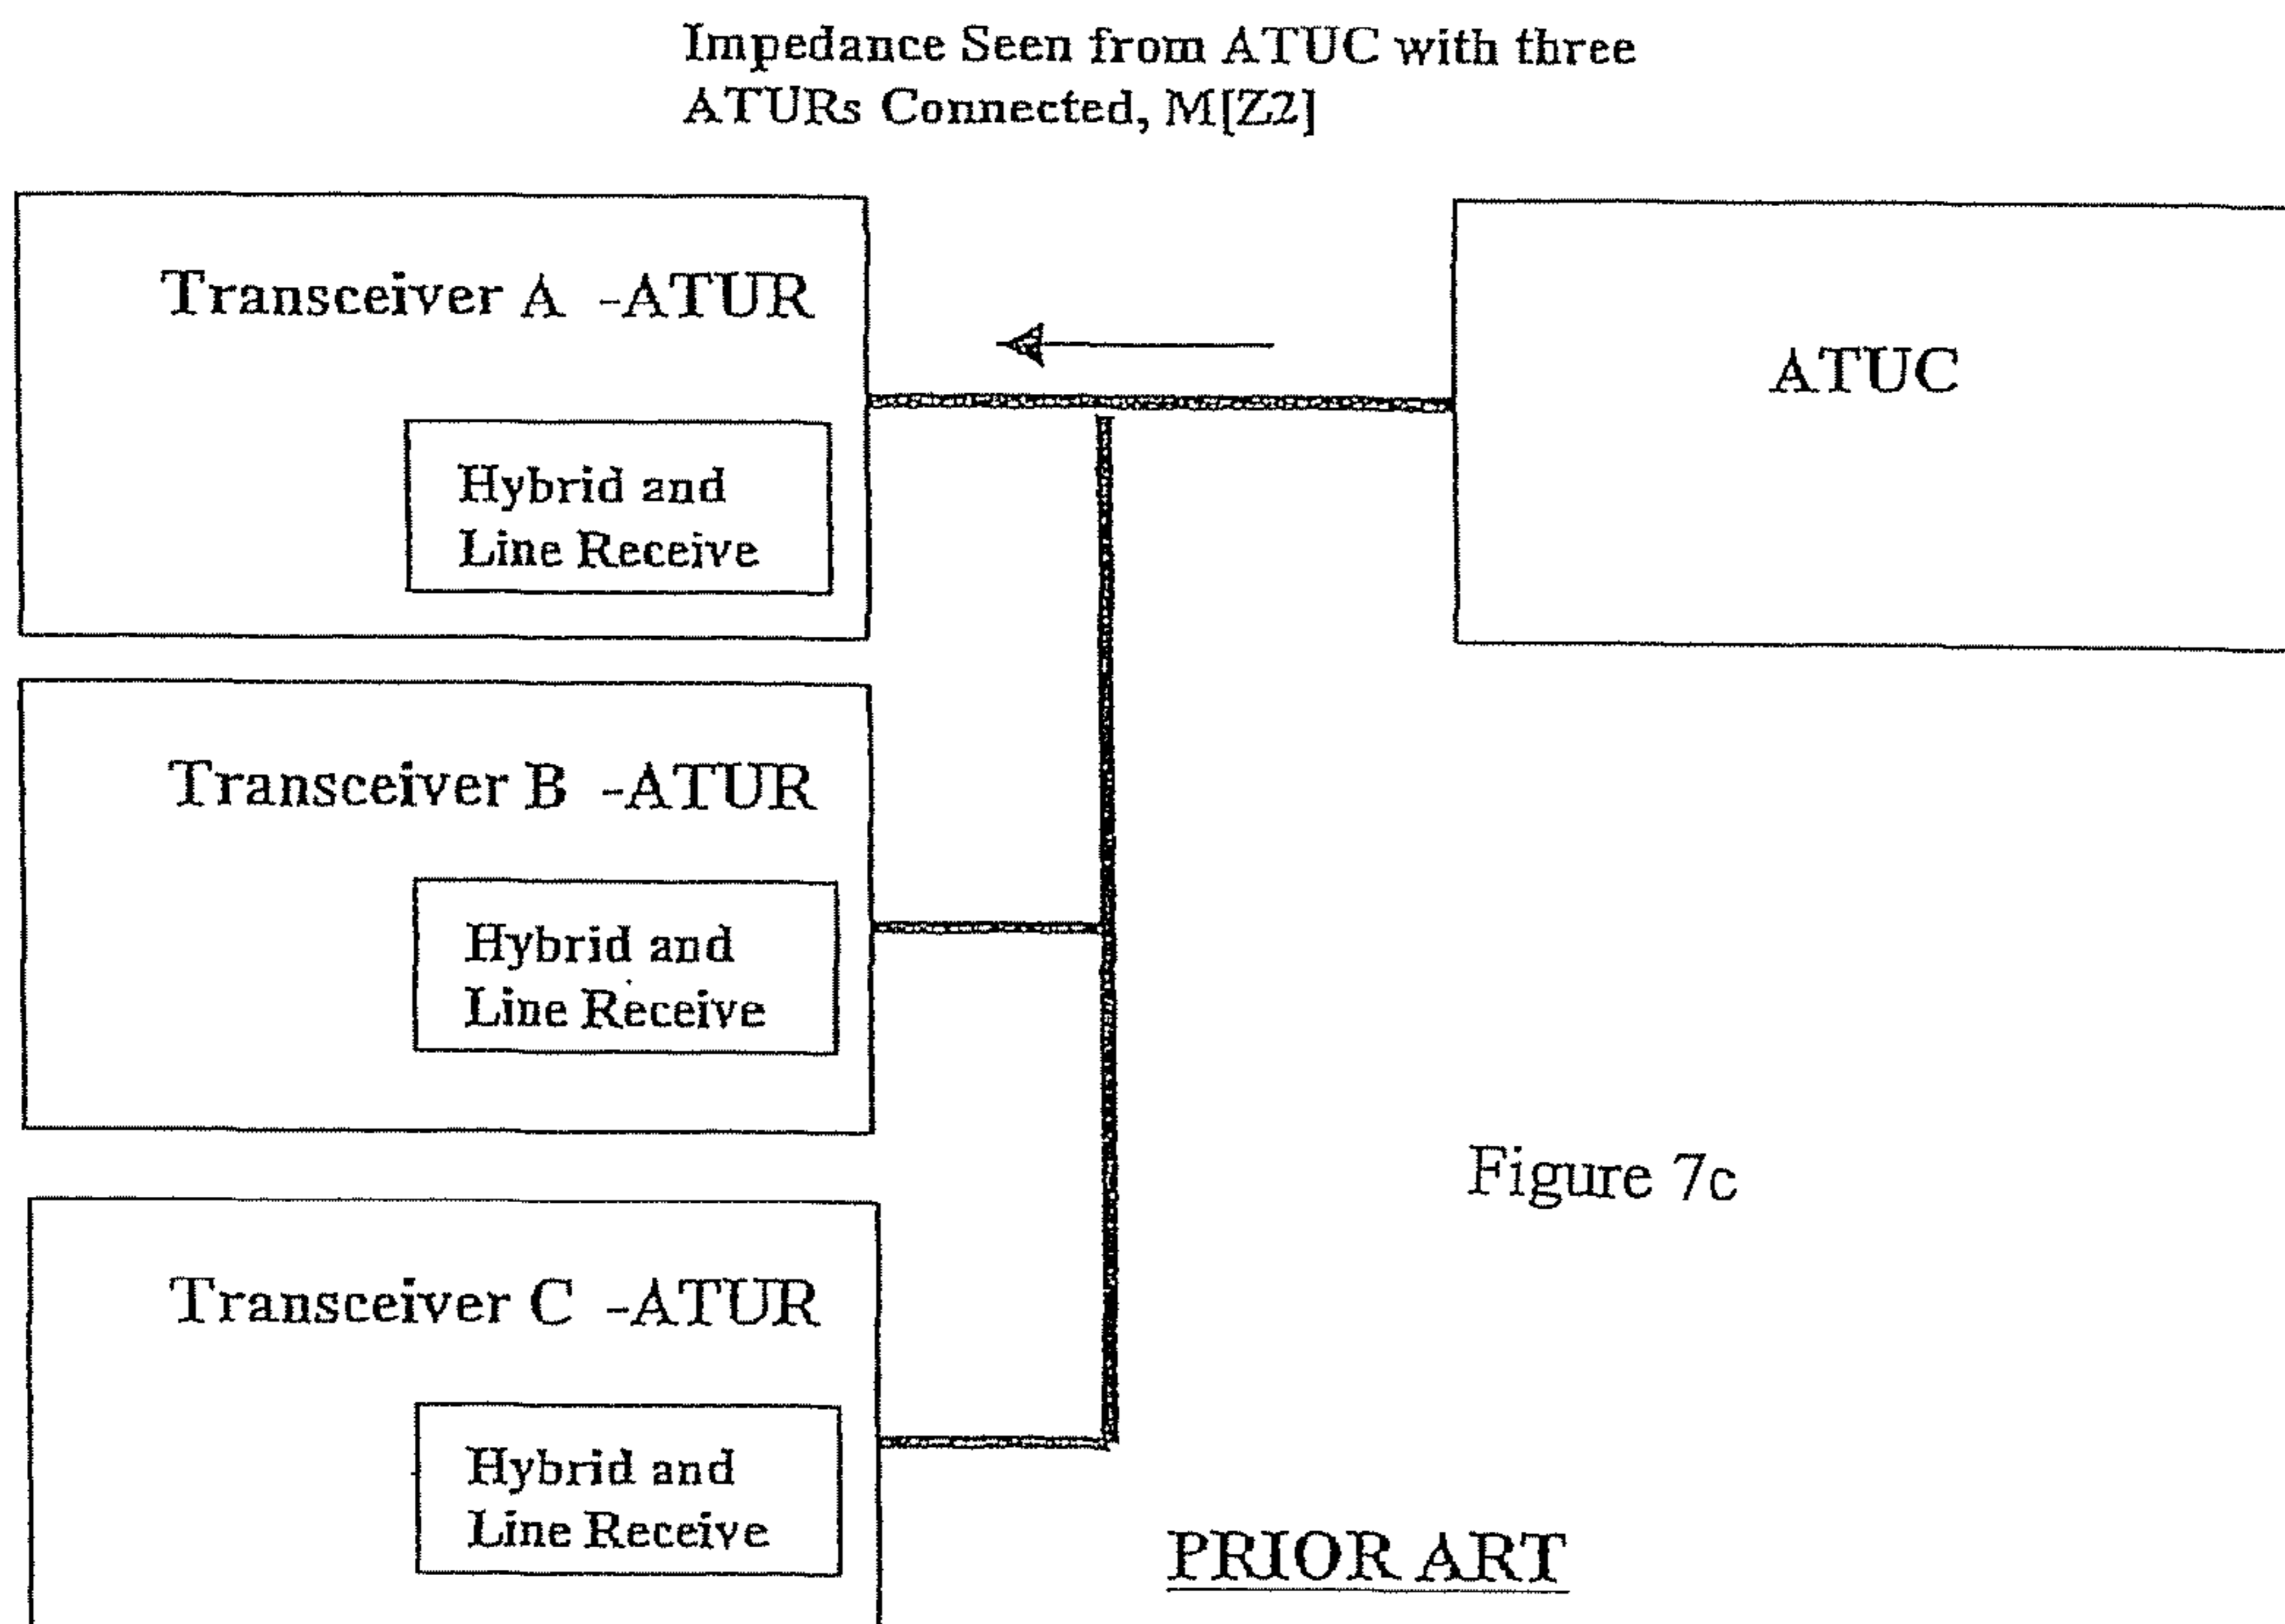 Impedance Seen from ATUC with three
ATURs Connected, M[Z2]
Transceiver A -ATUR
Hybrid and
Line Receive
ATUC
Transceiver B -ATUR
Hybrid and
Line Receive
Transceiver C -ATUR
Hybrid and
Line Receive
Figure 7c
PRIOR ART